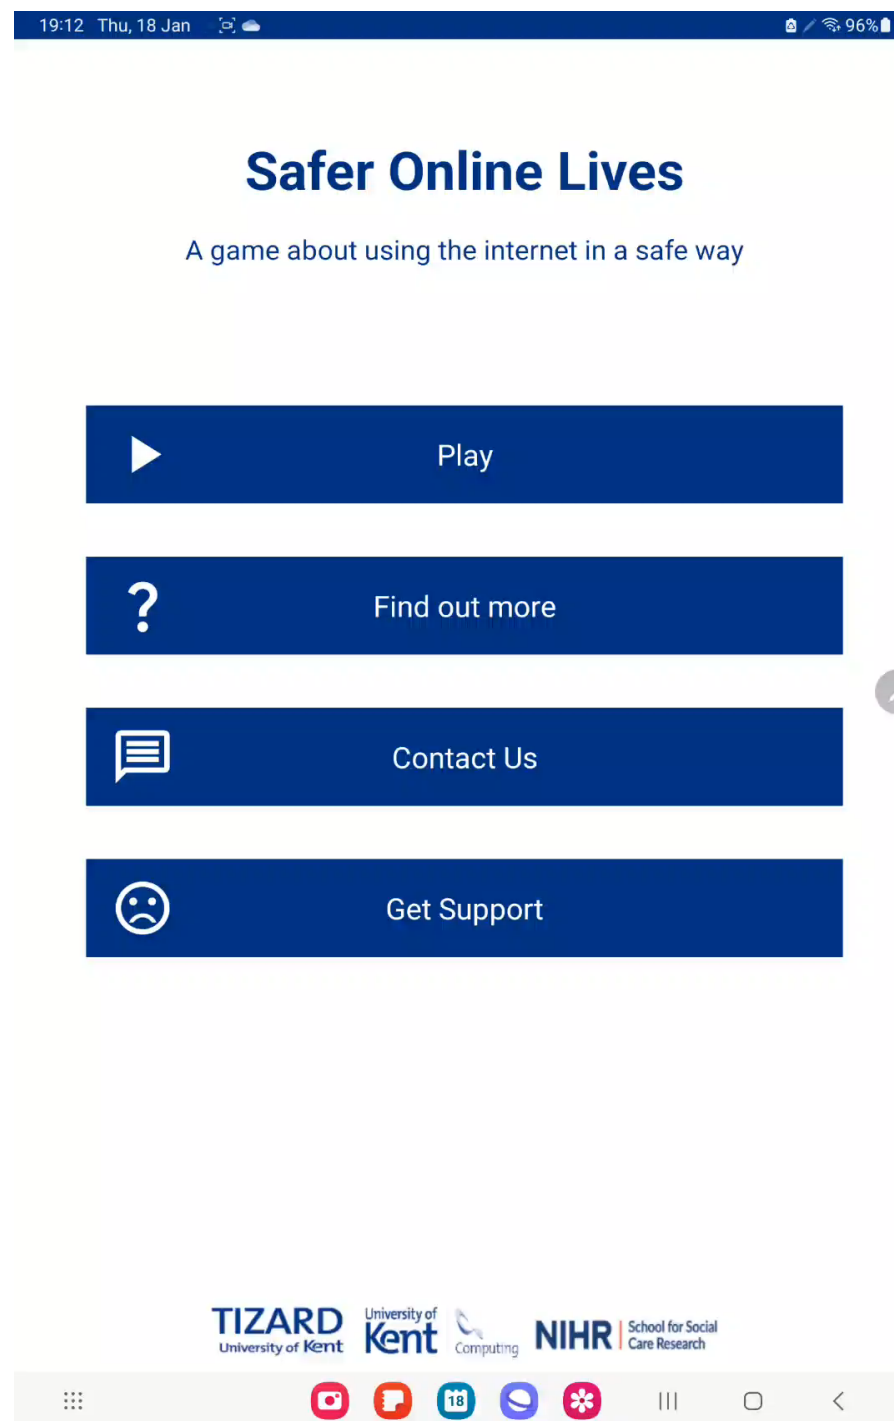 19:12 Thu, 18 Jan 96%
Safer Online Lives
A game about using the internet in a safe way
Play
? Find out more
Contact Us
Get Support
TIZARD
University of Kent
University of
Kent
Computing
NIHR
School for Social
Care Research
18